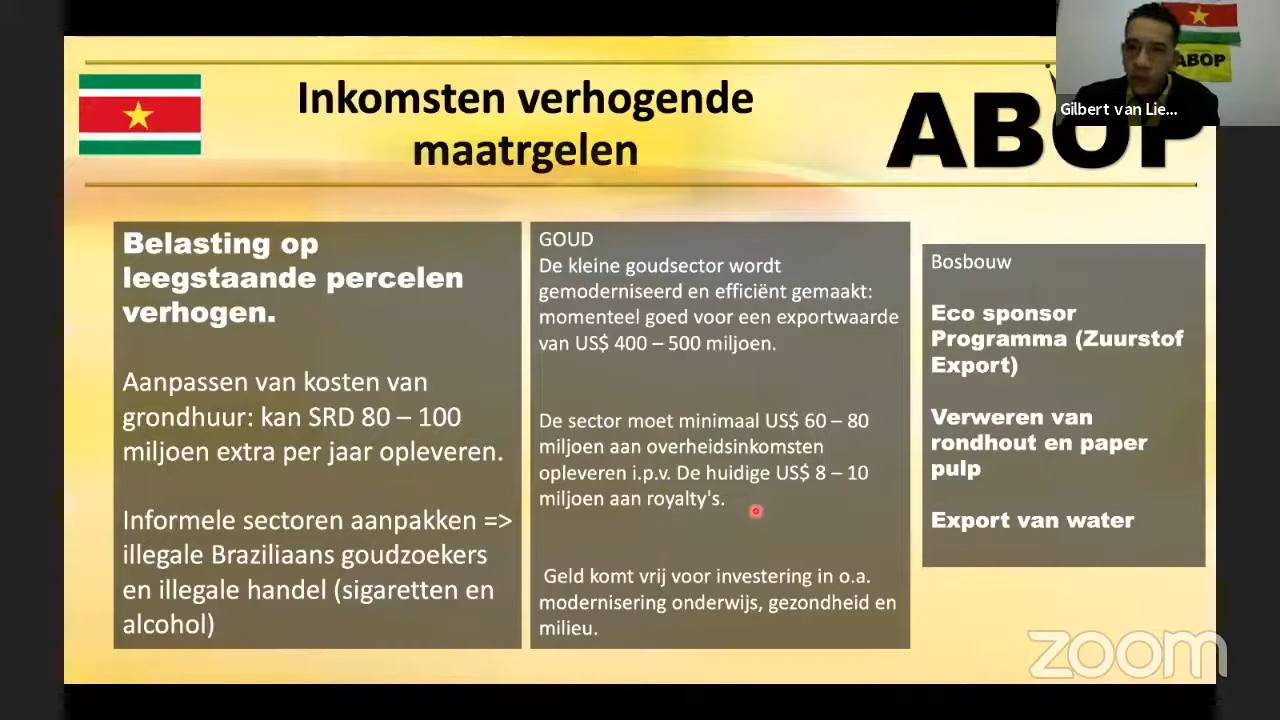 Inkomsten verhogende
maatrgelen
ABOP
ABOP
Gilbert van Lie...
Belasting op
leegstaande percelen
verhogen.
Aanpassen van kosten van
grondhuur: kan SRD 80 – 100
miljoen extra per jaar opleveren.
Informele sectoren aanpakken =>
illegale Braziliaans goudzoekers
en illegale handel (sigaretten en
alcohol)
GOUD
De kleine goudsector wordt
gemoderniseerd en efficiënt gemaakt:
momenteel goed voor een exportwaarde
van US$ 400 – 500 miljoen.
De sector moet minimaal US$ 60 – 80
miljoen aan overheidsinkomsten
opleveren i.p.v. De huidige US$ 8 – 10
miljoen aan royalty's.
Geld komt vrij voor investering in o.a.
modernisering onderwijs, gezondheid en
milieu.
Bosbouw
Eco sponsor
Programma (Zuurstof
Export)
Verweren van
rondhout en paper
pulp
Export van water
zoom